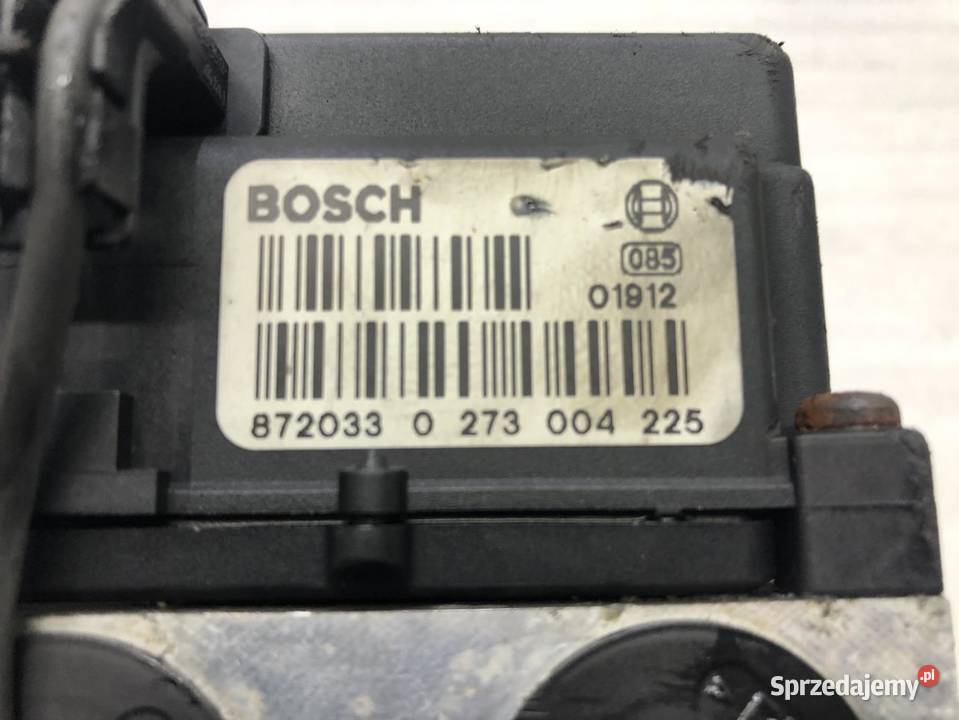 BOSCH
085
01912
872033 0 273 004 225
Sprzedajemy.pl